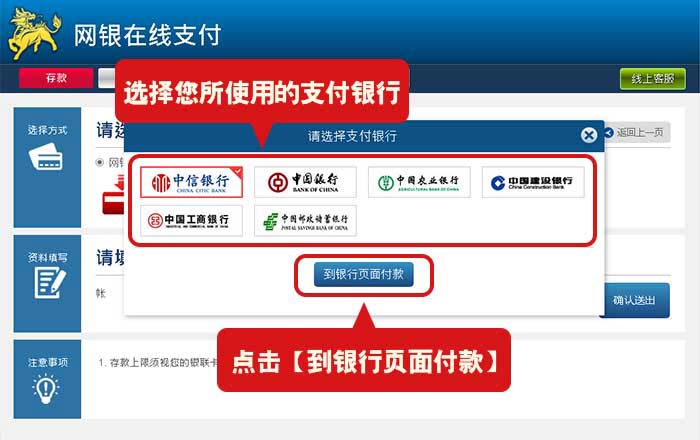 网银在线支付
存款
线上客服
选择您所使用的支付银行
选择方式
请选
返回上一页
请选择支付银行
网银
中信银行
CHINA CITIC BANK
中国银行
BANK OF CHINA
中国农业银行
AGRICULTURAL BANK OF CHINA
中国建设银行
China Construction Bank
中国工商银行
INDUSTRIAL AND COMMERCIAL BANK OF CHINA
中国邮政储蓄银行
POSTAL SAVINGS BANK OF CHINA
资料填写
请填
到银行页面付款
帐
确认送出
点击【到银行页面付款】
注意事项
1. 存款上限须视您的银联卡